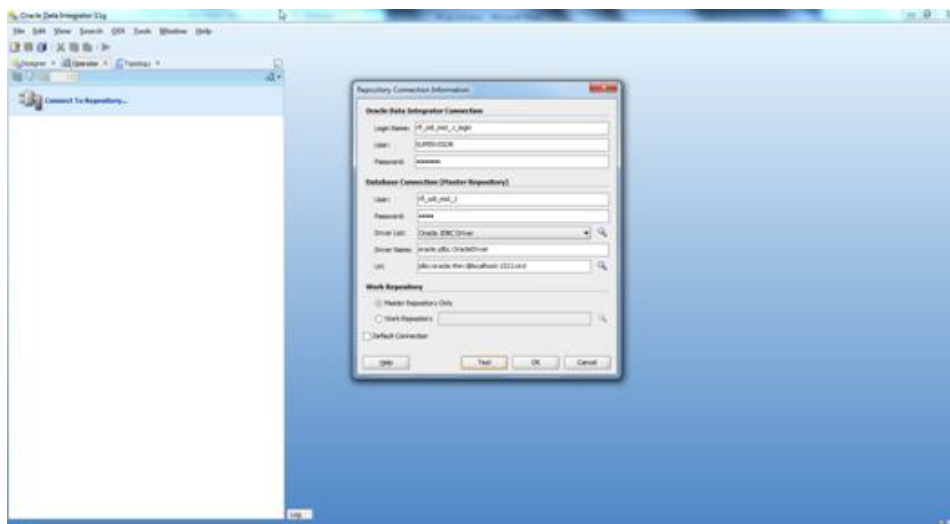 Oracle Data Integrator 11g
File Edit View Search ODI Tools Window Help
Designer Operator Topology
Connect To Repository...
Repository Connection Information
Oracle Data Integrator Connection
Login Name:
User: SUPERVISOR
Password:
Database Connection (Master Repository)
User:
Password:
Driver List: Oracle JDBC Driver
Driver Name: oracle.jdbc.OracleDriver
Url:
Work Repository
Master Repository Only
Work Repository
Default Connection
Help Test OK Cancel
Log